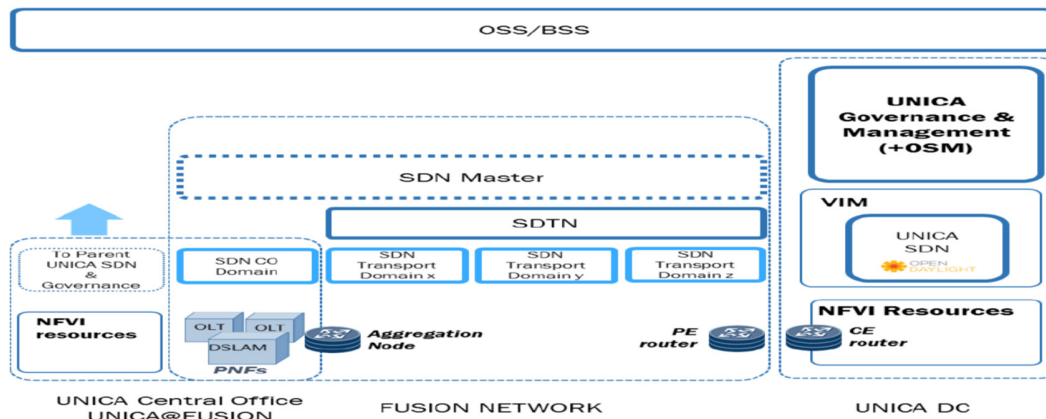 OSS/BSS
UNICA
Governance &
Management
(+OSM)
SDN Master
VIM
SDTN
UNICA
SDN
OPEN
DAYLIGHT
To Parent
UNICA SDN
&
Governance
SDN CO
Domain
SDN
Transport
Domain x
SDN
Transport
Domain y
SDN
Transport
Domain z
NFVI
resources
OLT
OLT
DSLAM
PNFs
Aggregation
Node
PE
router
NFVI Resources
CE
router
UNICA Central Office
UNICA@FUSION
FUSION NETWORK
UNICA DC